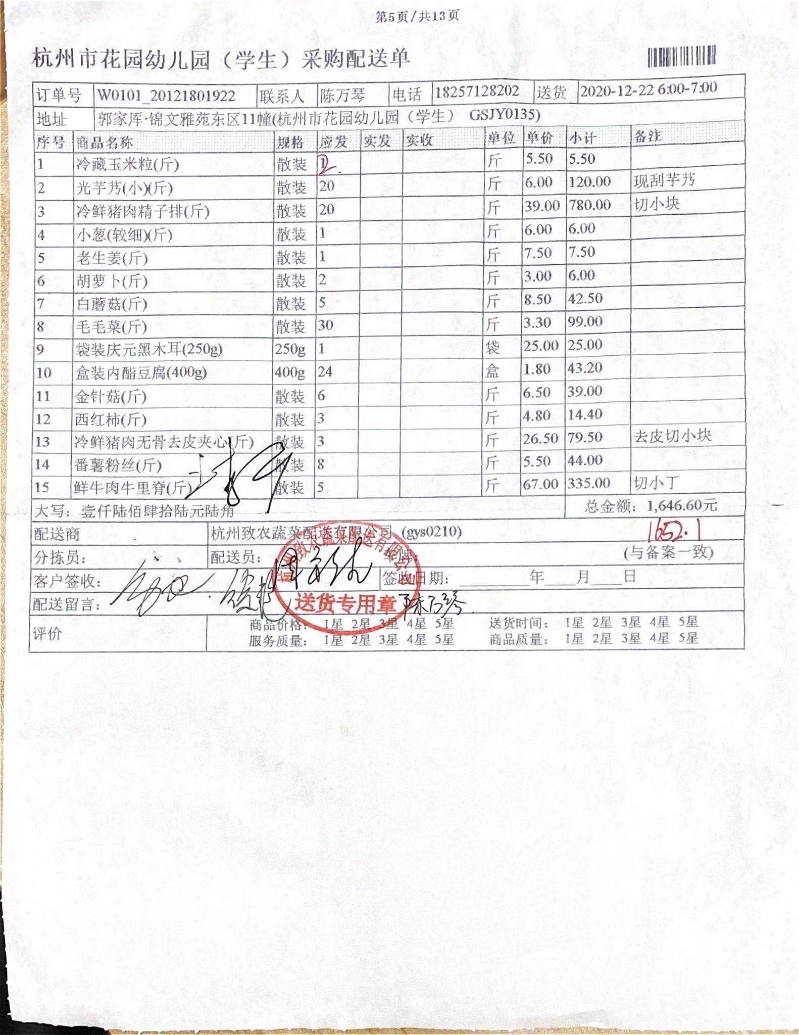 第5页/共13页
杭州市花园幼儿园（学生）采购配送单
订单号 W0101_20121801922 联系人 陈万琴 电话 18257128202 送货 2020-12-22 6:00-7:00
地址 郭家厍·锦文雅苑东区11幢(杭州市花园幼儿园（学生） GSJY0135)
序号 商品名称 规格 应发 实发 实收 单位 单价 小计 备注
1 冷藏玉米粒(斤) 散装 2 斤 5.50 5.50
2 光芋艿(小)(斤) 散装 20 斤 6.00 120.00 现刮芋艿
3 冷鲜猪肉精子排(斤) 散装 20 斤 39.00 780.00 切小块
4 小葱(较细)(斤) 散装 1 斤 6.00 6.00
5 老生姜(斤) 散装 1 斤 7.50 7.50
6 胡萝卜(斤) 散装 2 斤 3.00 6.00
7 白蘑菇(斤) 散装 5 斤 8.50 42.50
8 毛毛菜(斤) 散装 30 斤 3.30 99.00
9 袋装庆元黑木耳(250g) 250g 1 袋 25.00 25.00
10 盒装内酯豆腐(400g) 400g 24 盒 1.80 43.20
11 金针菇(斤) 散装 6 斤 6.50 39.00
12 西红柿(斤) 散装 3 斤 4.80 14.40
13 冷鲜猪肉无骨去皮夹心(斤) 散装 3 斤 26.50 79.50 去皮切小块
14 番薯粉丝(斤) 散装 8 斤 5.50 44.00
15 鲜牛肉牛里脊(斤) 散装 5 斤 67.00 335.00 切小丁
大写: 壹仟陆佰肆拾陆元陆角 总金额: 1,646.60元
1652.1
配送商 杭州致农蔬菜配送有限公司 (gys0210)
分拣员: 配送员: (与备案一致)
客户签收: 签收日期: 年 月 日
配送留言: 送货专用章 陈万琴
评价 商品价格: 1星 2星 3星 4星 5星 送货时间: 1星 2星 3星 4星 5星
服务质量: 1星 2星 3星 4星 5星 商品质量: 1星 2星 3星 4星 5星